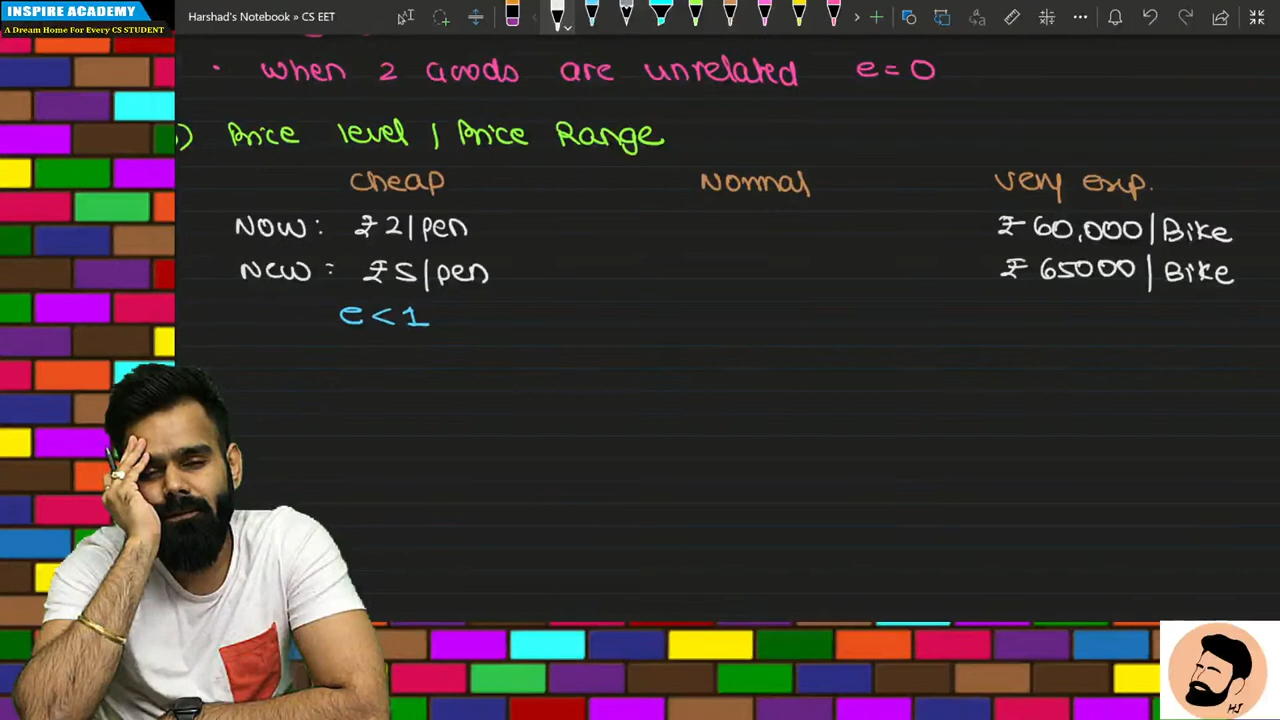 INSPIRE ACADEMY
A Dream Home For Every CS STUDENT
Harshad's Notebook » CS EET
• When 2 Goods are unrelated e = 0
) Price level | Price Range
Cheap Normal Very exp.
Now: ₹2|pen ₹60,000|Bike
New: ₹5|pen ₹65000|Bike
e < 1
HJ